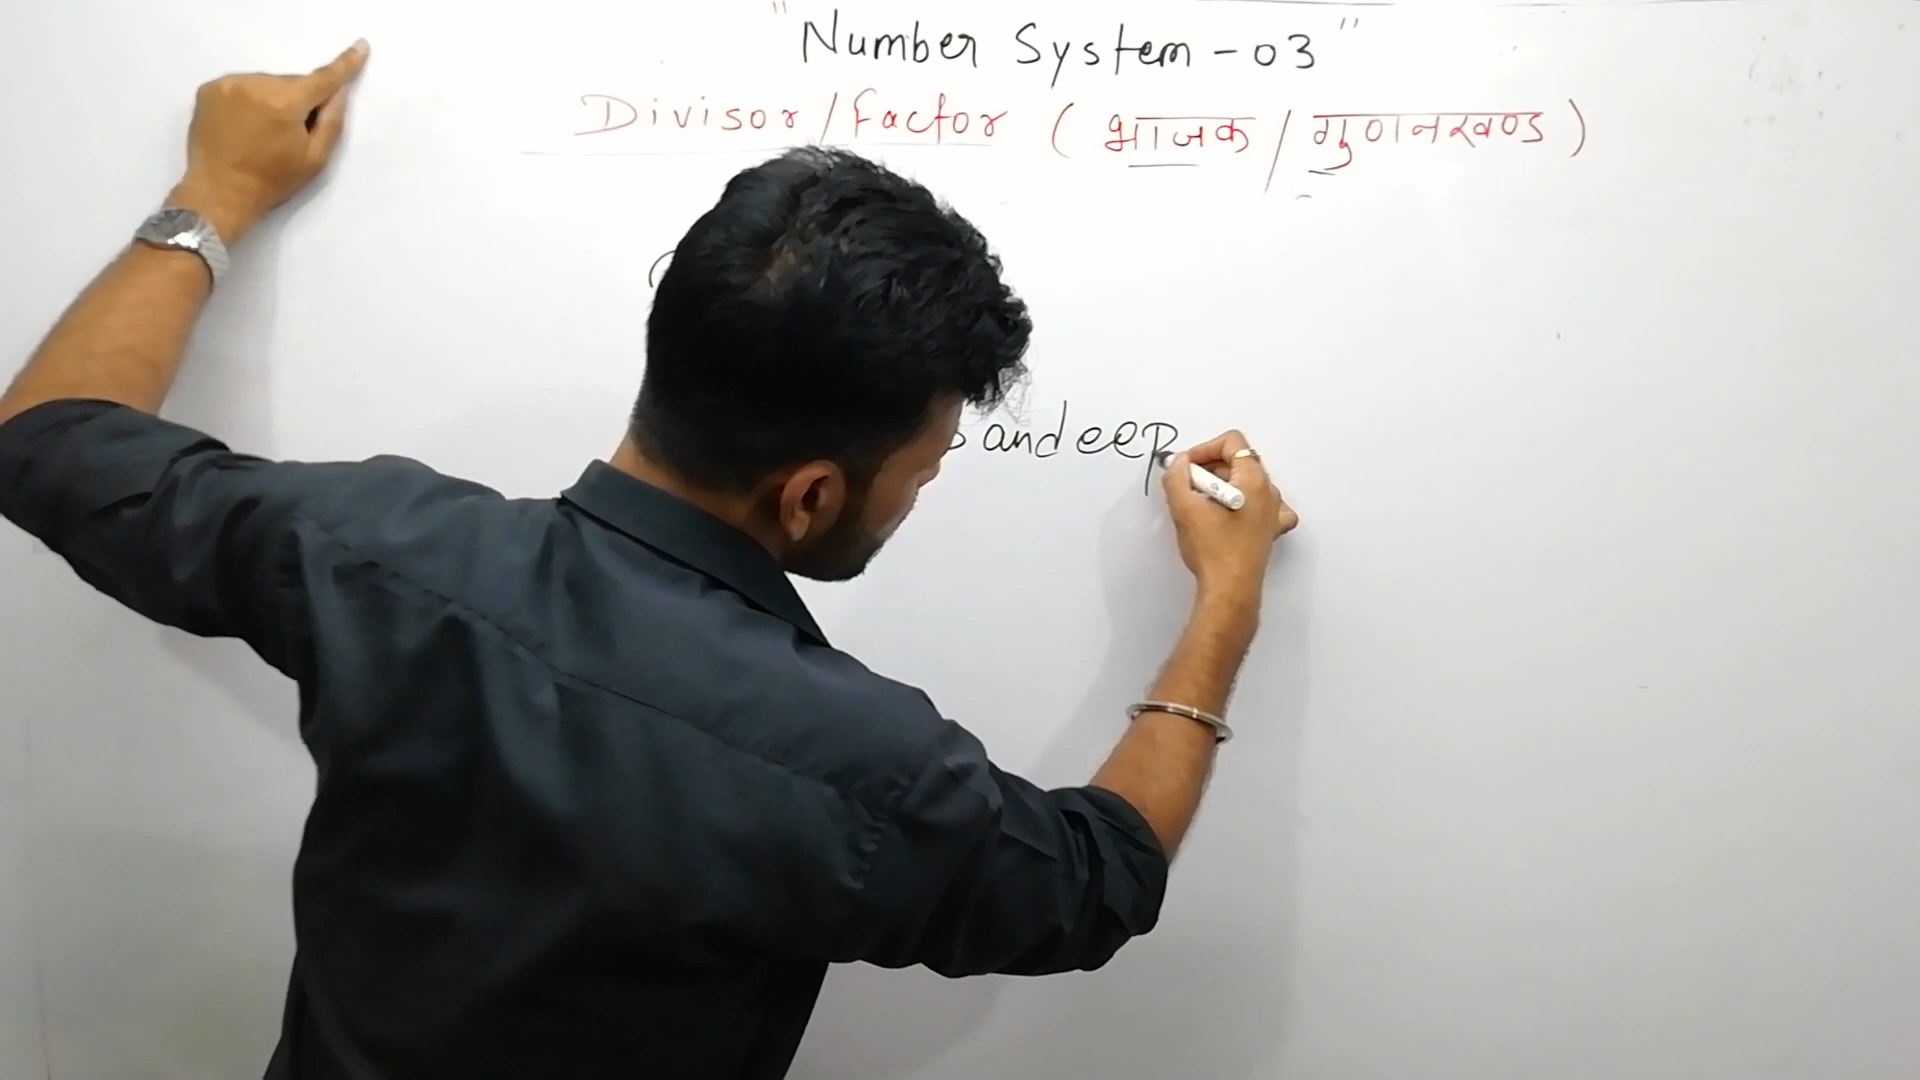 "Number System - 03"
Divisor/Factor (भाजक/गुणनखण्ड)
andeep